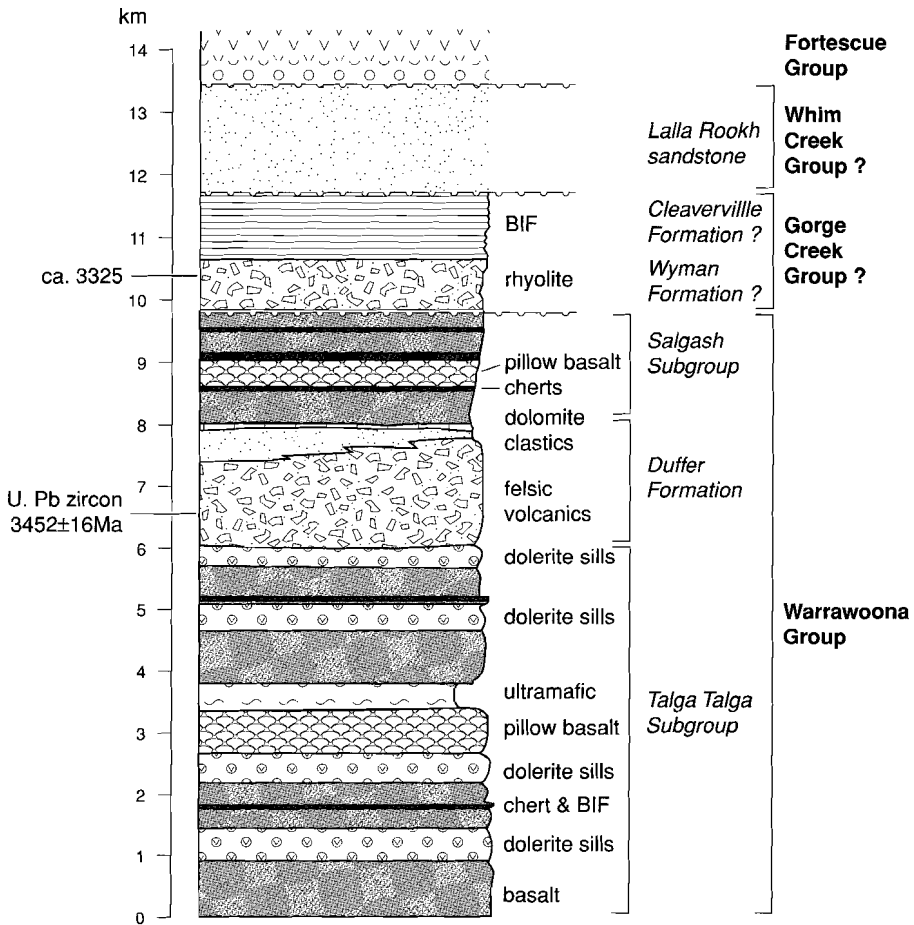 km
14
13
12
11
10
9
8
7
6
5
4
3
2
1
0
ca. 3325
U. Pb zircon
3452±16Ma
BIF
rhyolite
pillow basalt
cherts
dolomite
clastics
felsic
volcanics
dolerite sills
dolerite sills
ultramafic
pillow basalt
dolerite sills
chert & BIF
dolerite sills
basalt
Lalla Rookh
sandstone
Cleavervillle
Formation ?
Wyman
Formation ?
Salgash
Subgroup
Duffer
Formation
Talga Talga
Subgroup
Fortescue
Group
Whim
Creek
Group ?
Gorge
Creek
Group ?
Warrawoona
Group